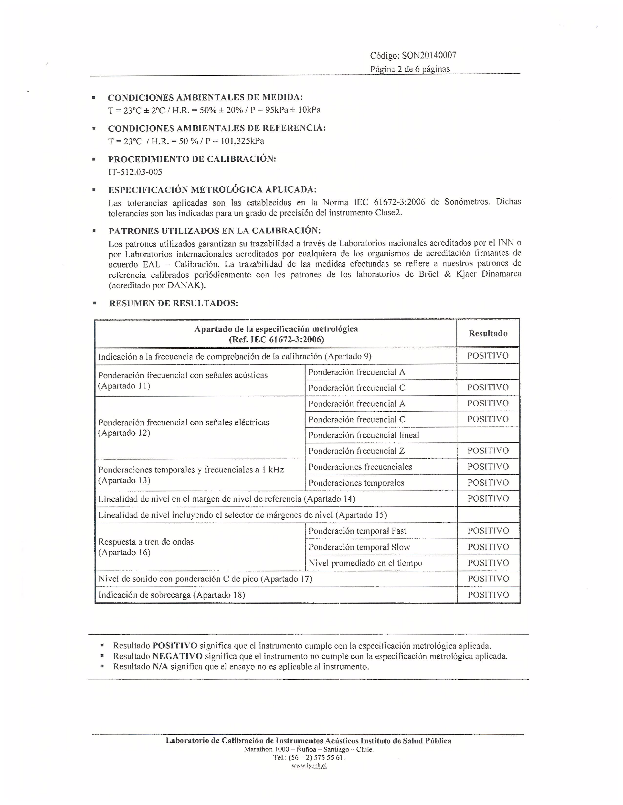 Código: SON20140007
Página 2 de 6 páginas
▪ CONDICIONES AMBIENTALES DE MEDIDA:
T = 23ºC ± 2ºC / H.R. = 50% ± 20% / P = 95kPa ± 10kPa
▪ CONDICIONES AMBIENTALES DE REFERENCIA:
T = 23ºC / H.R. = 50 % / P = 101,325kPa
▪ PROCEDIMIENTO DE CALIBRACIÓN:
IT-512.03-005
▪ ESPECIFICACIÓN METROLÓGICA APLICADA:
Las tolerancias aplicadas son las establecidas en la Norma IEC 61672-3:2006 de Sonómetros. Dichas
tolerancias son las indicadas para un grado de precisión del instrumento Clase2.
▪ PATRONES UTILIZADOS EN LA CALIBRACIÓN:
Los patrones utilizados garantizan su trazabilidad a través de Laboratorios nacionales acreditados por el INN o
por Laboratorios internacionales acreditados por cualquiera de los organismos de acreditación firmantes de
acuerdo EAL – Calibración. La trazabilidad de las medidas efectuadas se refiere a nuestros patrones de
referencia calibrados periódicamente con los patrones de los laboratorios de Brüel & Kjaer Dinamarca
(acreditado por DANAK).
▪ RESUMEN DE RESULTADOS:
Apartado de la especificación metrológica
(Ref. IEC 61672-3:2006) Resultado
Indicación a la frecuencia de comprobación de la calibración (Apartado 9) POSITIVO
Ponderación frecuencial con señales acústicas
(Apartado 11)
Ponderación frecuencial A
Ponderación frecuencial C POSITIVO
Ponderación frecuencial con señales eléctricas
(Apartado 12)
Ponderación frecuencial A POSITIVO
Ponderación frecuencial C POSITIVO
Ponderación frecuencial lineal
Ponderación frecuencial Z POSITIVO
Ponderaciones temporales y frecuenciales a 1 kHz
(Apartado 13)
Ponderaciones frecuenciales POSITIVO
Ponderaciones temporales POSITIVO
Linealidad de nivel en el margen de nivel de referencia (Apartado 14) POSITIVO
Linealidad de nivel incluyendo el selector de márgenes de nivel (Apartado 15)
Respuesta a tren de ondas
(Apartado 16)
Ponderación temporal Fast POSITIVO
Ponderación temporal Slow POSITIVO
Nivel promediado en el tiempo POSITIVO
Nivel de sonido con ponderación C de pico (Apartado 17) POSITIVO
Indicación de sobrecarga (Apartado 18) POSITIVO
▪ Resultado POSITIVO significa que el instrumento cumple con la especificación metrológica aplicada.
▪ Resultado NEGATIVO significa que el instrumento no cumple con la especificación metrológica aplicada.
▪ Resultado N/A significa que el ensayo no es aplicable al instrumento.
Laboratorio de Calibración de Instrumentos Acústicos Instituto de Salud Pública
Marathon 1000 – Ñuñoa – Santiago – Chile.
Tel.: (56 – 2) 575 55 61.
www.ispch.cl